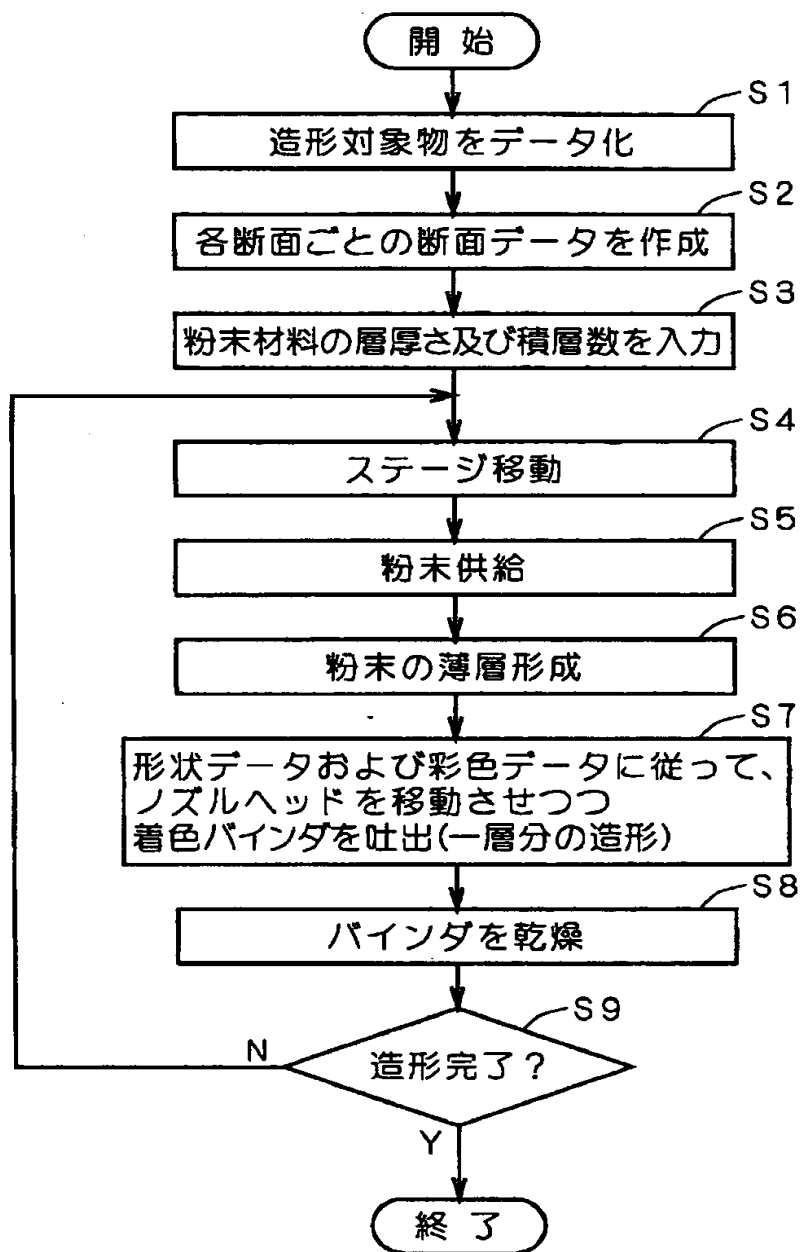 開始
S1
造形対象物をデータ化
S2
各断面ごとの断面データを作成
S3
粉末材料の層厚さ及び積層数を入力
S4
ステージ移動
S5
粉末供給
S6
粉末の薄層形成
S7
形状データおよび彩色データに従って、
ノズルヘッドを移動させつつ
着色バインダを吐出(一層分の造形)
S8
バインダを乾燥
S9
造形完了?
N
Y
終了